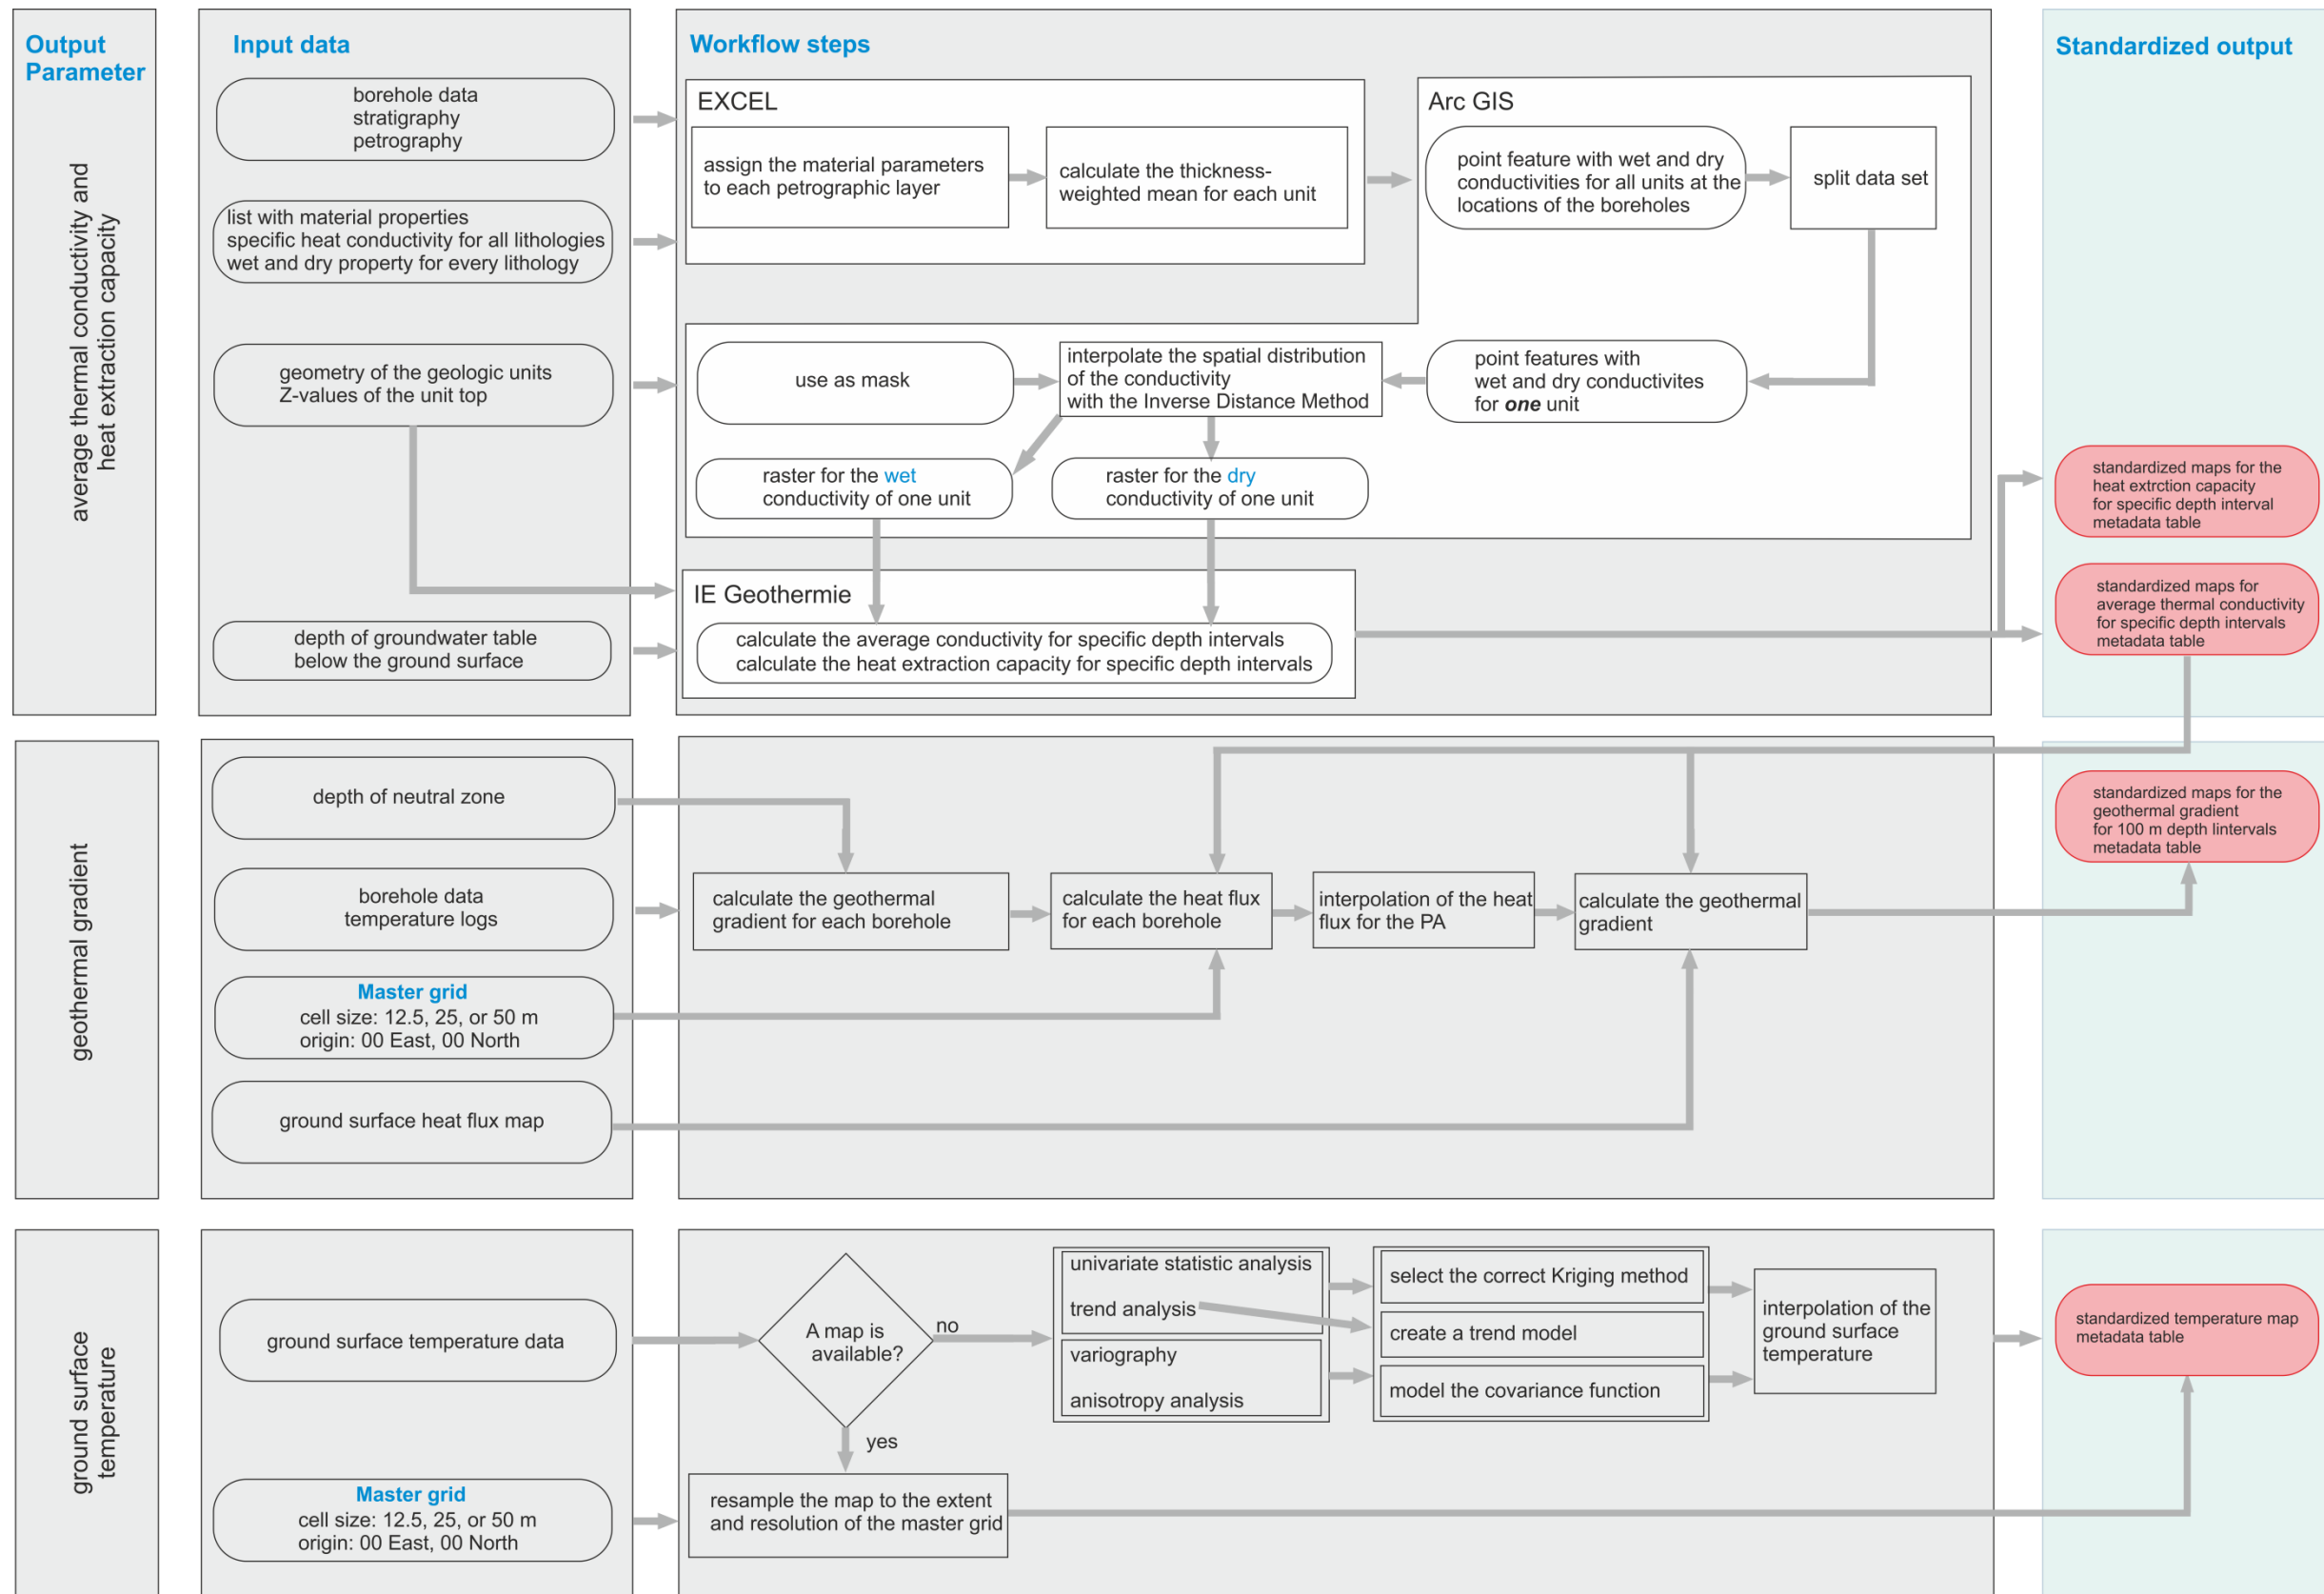 Output
Parameter
average thermal conductivity and
heat extraction capacity
Input data
borehole data
stratigraphy
petrography
list with material properties
specific heat conductivity for all lithologies
wet and dry property for every lithology
geometry of the geologic units
Z-values of the unit top
depth of groundwater table
below the ground surface
Workflow steps
EXCEL
assign the material parameters
to each petrographic layer
calculate the thickness-
weighted mean for each unit
Arc GIS
point feature with wet and dry
conductivities for all units at the
locations of the boreholes
split data set
use as mask
interpolate the spatial distribution
of the conductivity
with the Inverse Distance Method
point features with
wet and dry conductivites
for one unit
raster for the wet
conductivity of one unit
raster for the dry
conductivity of one unit
IE Geothermie
calculate the average conductivity for specific depth intervals
calculate the heat extraction capacity for specific depth intervals
Standardized output
standardized maps for the
heat extrction capacity
for specific depth interval
metadata table
standardized maps for
average thermal conductivity
for specific depth intervals
metadata table
geothermal gradient
depth of neutral zone
borehole data
temperature logs
Master grid
cell size: 12.5, 25, or 50 m
origin: 00 East, 00 North
ground surface heat flux map
calculate the geothermal
gradient for each borehole
calculate the heat flux
for each borehole
interpolation of the heat
flux for the PA
calculate the geothermal
gradient
standardized maps for the
geothermal gradient
for 100 m depth lintervals
metadata table
ground surface
temperature
ground surface temperature data
Master grid
cell size: 12.5, 25, or 50 m
origin: 00 East, 00 North
A map is
available?
no
yes
resample the map to the extent
and resolution of the master grid
univariate statistic analysis
trend analysis
variography
anisotropy analysis
select the correct Kriging method
create a trend model
model the covariance function
interpolation of the
ground surface
temperature
standardized temperature map
metadata table